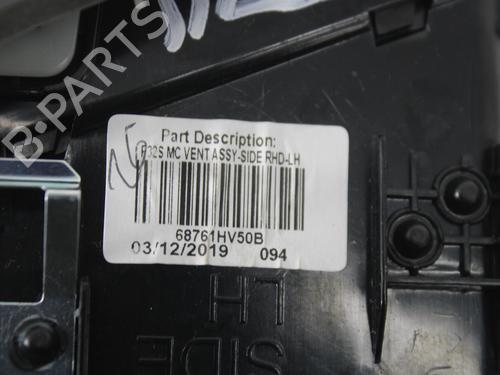 B-PARTS
Part Description:
P32S MC VENT ASSY-SIDE RHD-LH
68761HV50B
03/12/2019 094
LH
SIDE